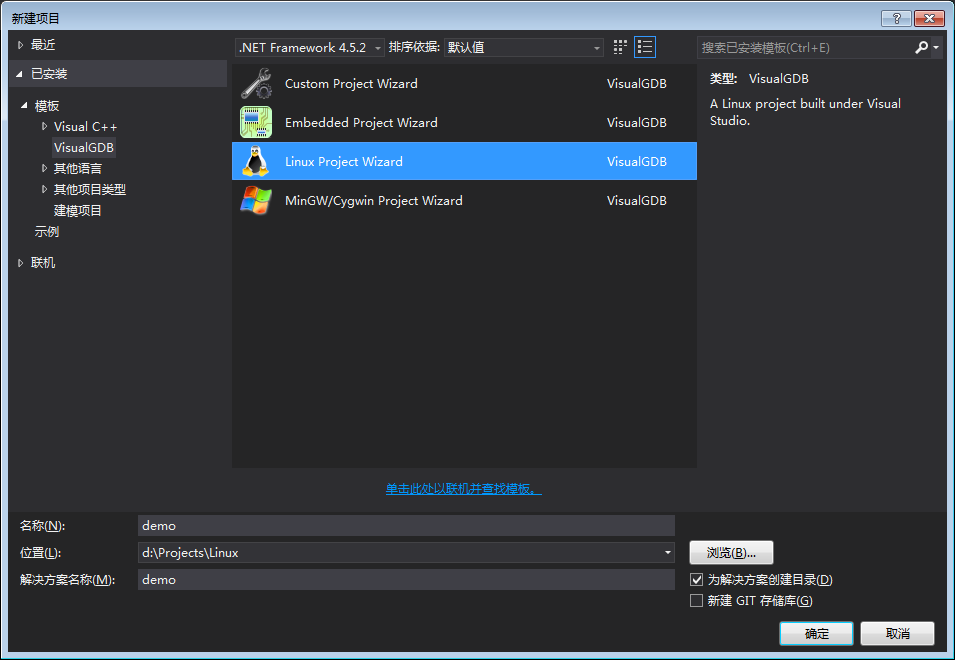 新建项目
最近
已安装
模板
Visual C++
VisualGDB
其他语言
其他项目类型
建模项目
示例
联机
.NET Framework 4.5.2 排序依据: 默认值
Custom Project Wizard VisualGDB
Embedded Project Wizard VisualGDB
Linux Project Wizard VisualGDB
MinGW/Cygwin Project Wizard VisualGDB
单击此处以联机并查找模板。
搜索已安装模板(Ctrl+E)
类型: VisualGDB
A Linux project built under Visual
Studio.
名称(N): demo
位置(L): d:\Projects\Linux 浏览(B)...
解决方案名称(M): demo
为解决方案创建目录(D)
新建 GIT 存储库(G)
确定 取消